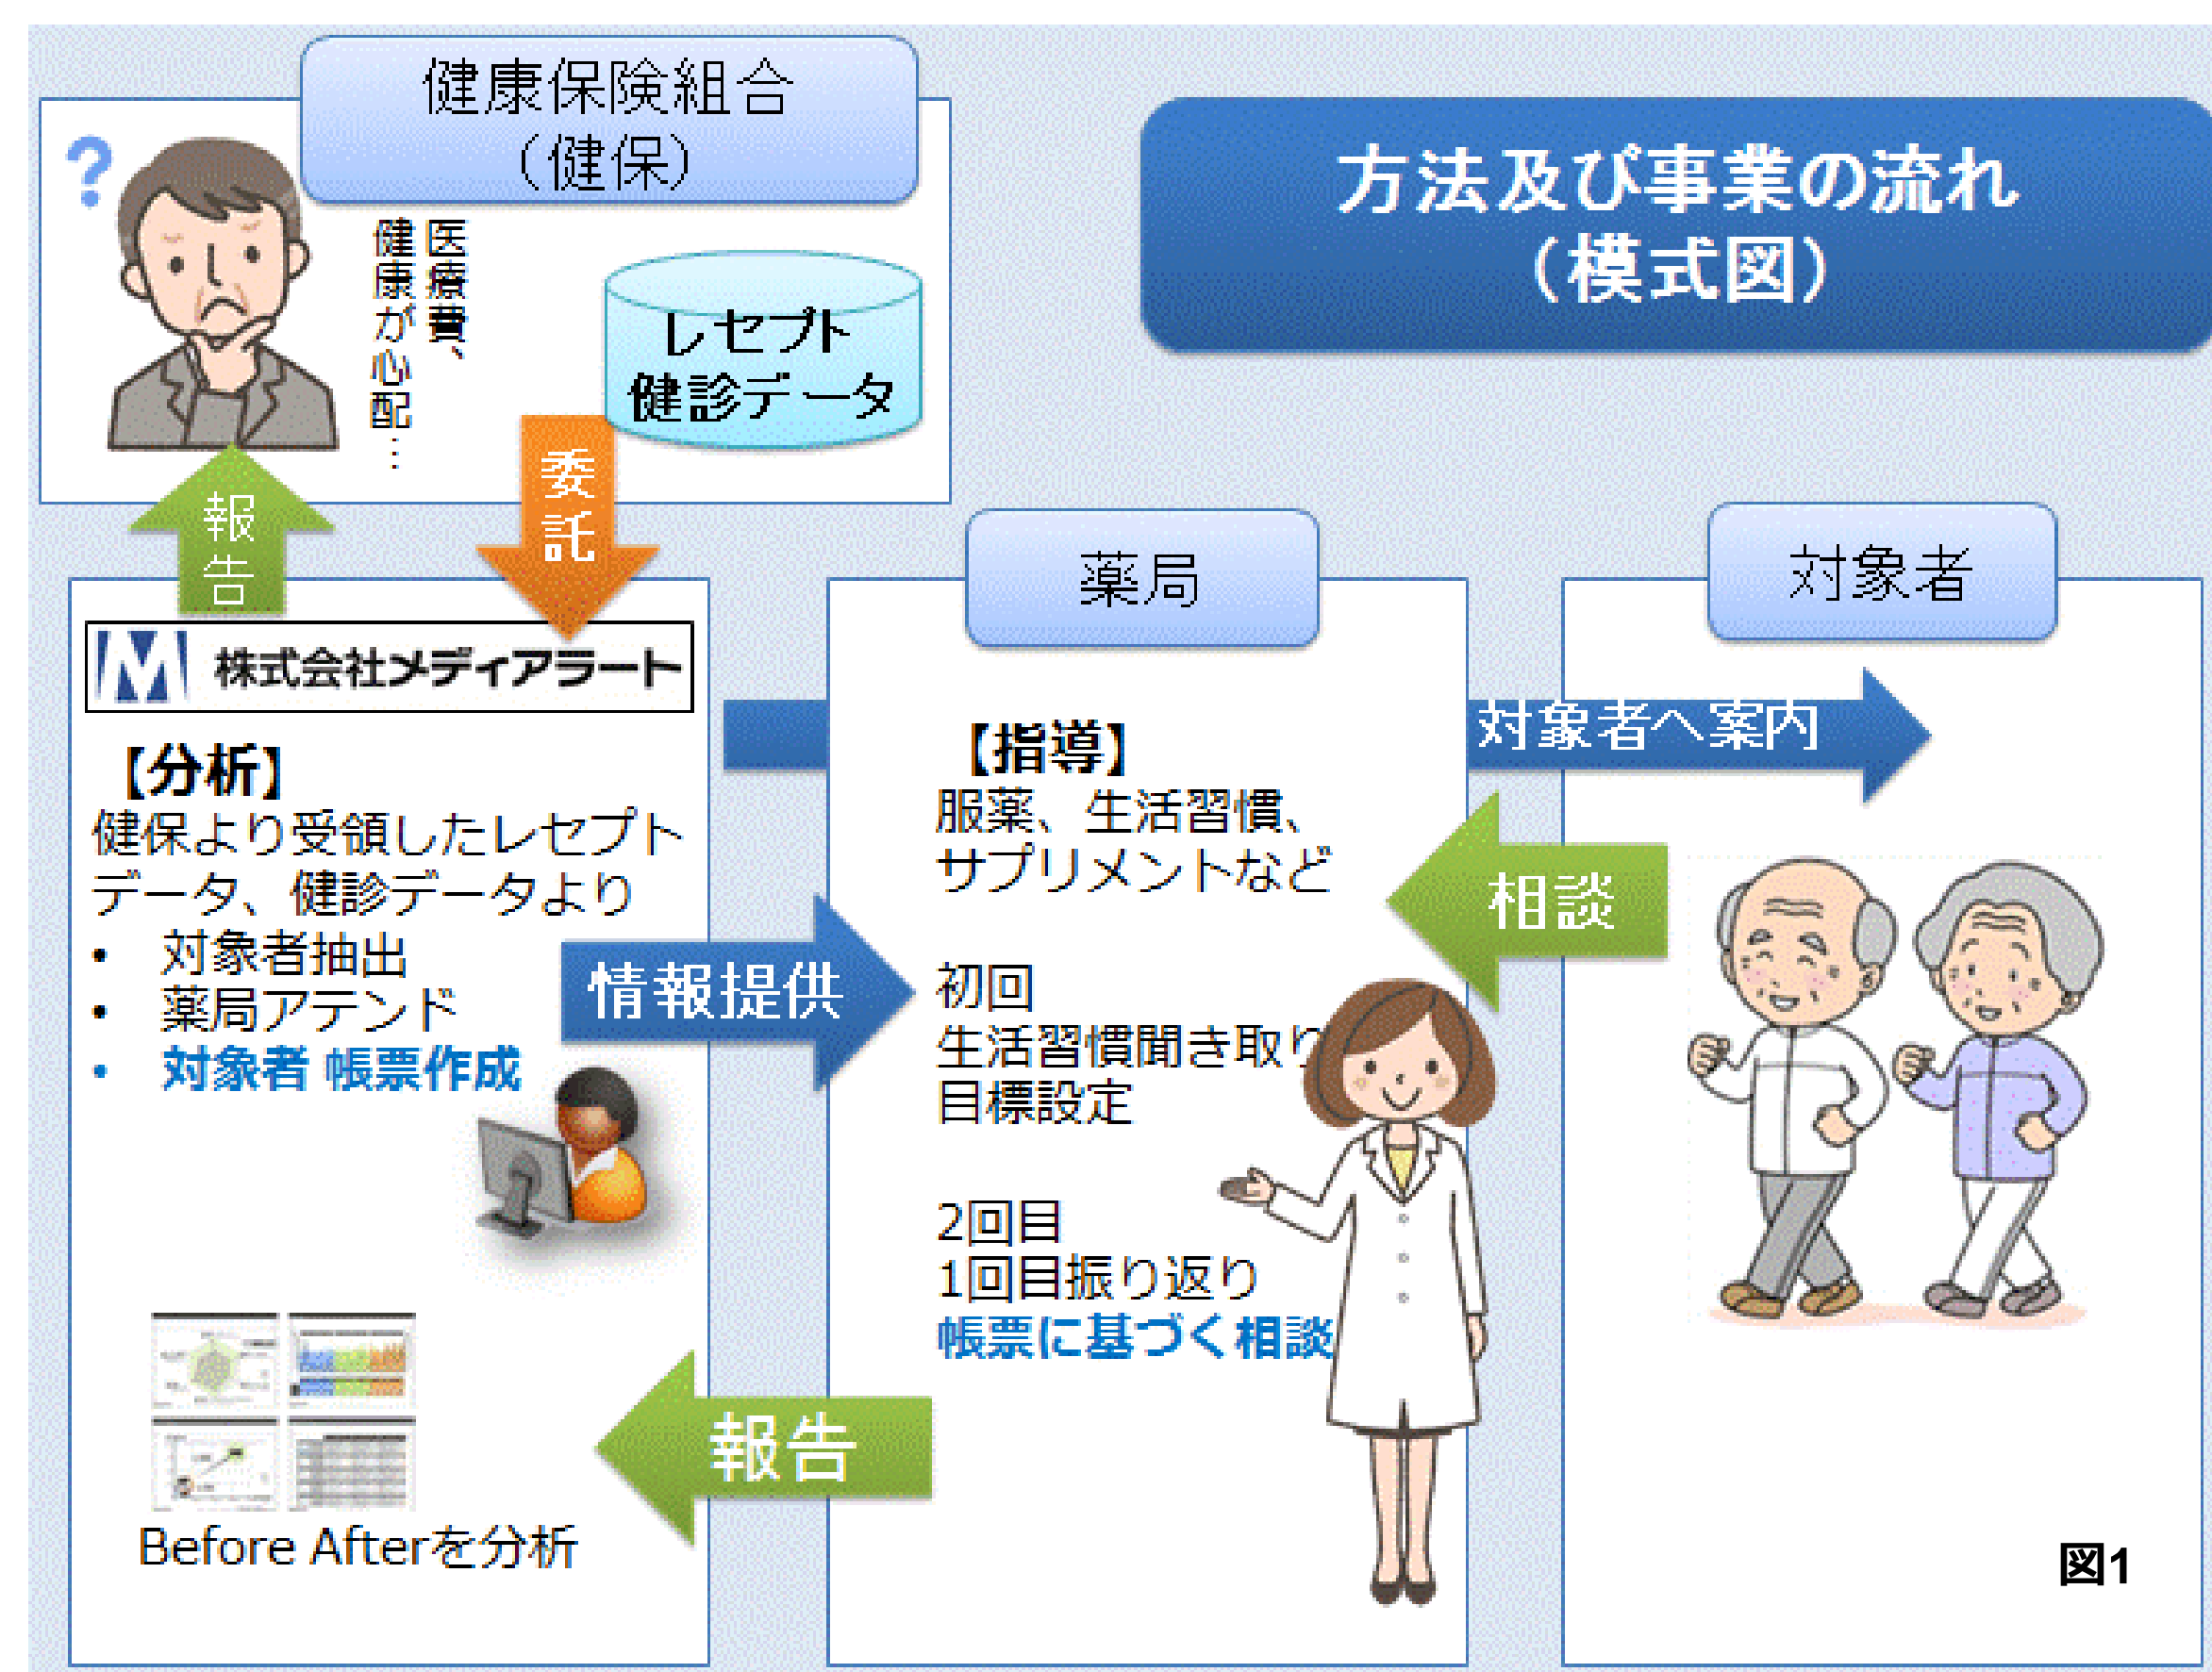 健康保険組合
（健保）
方法及び事業の流れ
（模式図）
?
医療費、
健康が心配…
レセプト
健診データ
委託
報告
株式会社メディアラート
【分析】
健保より受領したレセプト
データ、健診データより
• 対象者抽出
• 薬局アテンド
• 対象者 帳票作成
情報提供
Before Afterを分析
薬局
【指導】
服薬、生活習慣、
サプリメントなど
初回
生活習慣聞き取り
目標設定
2回目
1回目振り返り
帳票に基づく相談
報告
対象者
対象者へ案内
相談
図1